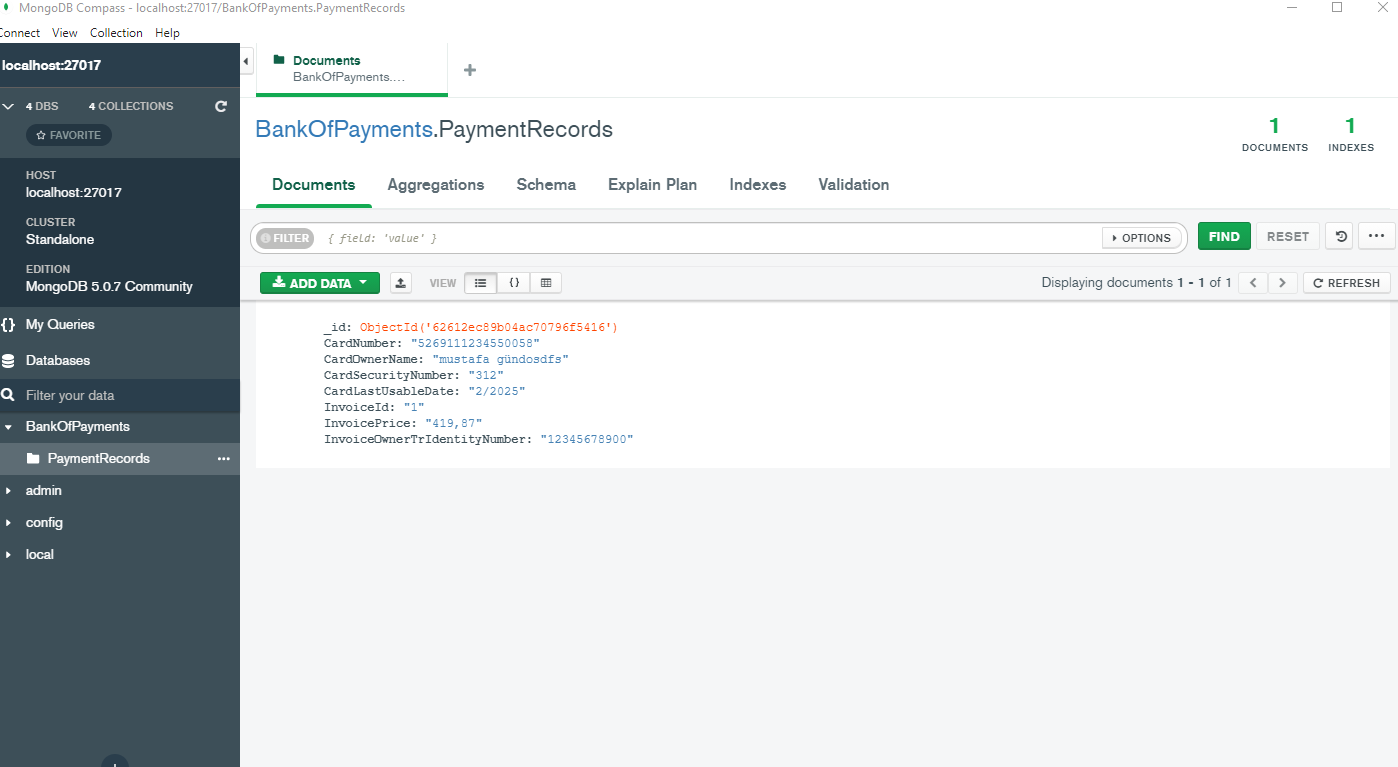 MongoDB Compass - localhost:27017/BankOfPayments.PaymentRecords
Connect View Collection Help
localhost:27017
4 DBS 4 COLLECTIONS
FAVORITE
HOST
localhost:27017
CLUSTER
Standalone
EDITION
MongoDB 5.0.7 Community
{} My Queries
Databases
Filter your data
BankOfPayments
PaymentRecords ...
admin
config
local
Documents
BankOfPayments....
+
BankOfPayments.PaymentRecords
1 DOCUMENTS
1 INDEXES
Documents Aggregations Schema Explain Plan Indexes Validation
FILTER { field: 'value' } OPTIONS FIND RESET ...
ADD DATA VIEW {} Displaying documents 1 - 1 of 1 < > REFRESH
_id: ObjectId('62612ec89b04ac70796f5416')
CardNumber: "5269111234550058"
CardOwnerName: "mustafa gündosdfs"
CardSecurityNumber: "312"
CardLastUsableDate: "2/2025"
InvoiceId: "1"
InvoicePrice: "419,87"
InvoiceOwnerTrIdentityNumber: "12345678900"